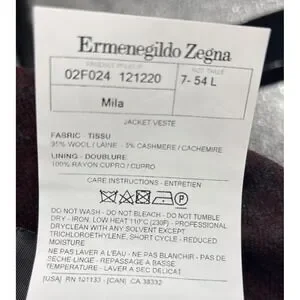 Ermenegildo Zegna
02F024 121220
7- 54 L
Mila
JACKET VESTE
FABRIC - TISSU
95% WOOL / LAINE - 5% CASHMERE / CACHEMIRE
LINING - DOUBLURE
100% RAYON CUPRO / CUPRO
CARE INSTRUCTIONS - ENTRETIEN
DO NOT WASH - DO NOT BLEACH - DO NOT TUMBLE
DRY - IRON, LOW HEAT 110°C (230F) - PROFESSIONAL
DRYCLEAN WITH ANY SOLVENT EXCEPT
TRICHLOROETHYLENE, SHORT CYCLE, REDUCED
MOISTURE
NE PAS LAVER A L'EAU - NE PAS BLANCHIR - PAS DE
SECHE-LINGE - REPASSAGE A BASSE
TEMPERATURE - LAVER A SEC DELICAT
(USA) RN 121133 - (CAN) CA 38332